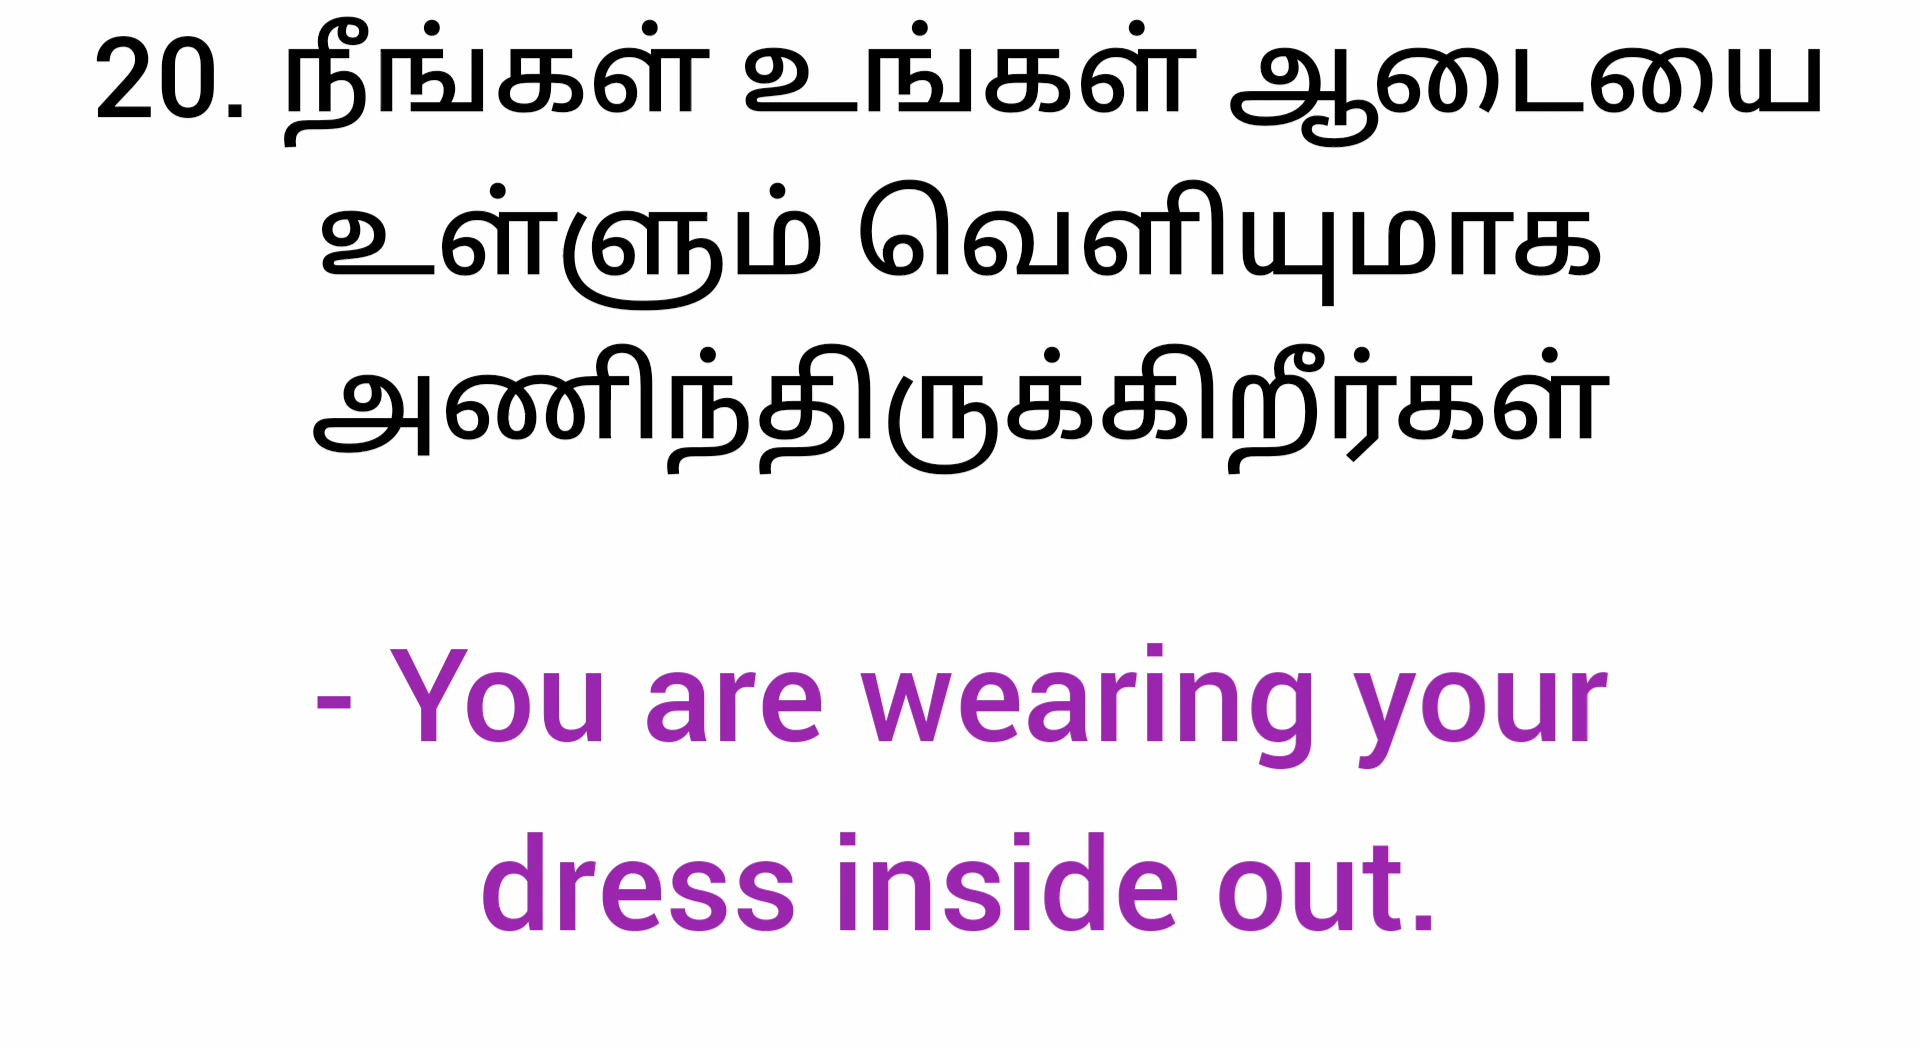 20. நீங்கள் உங்கள் ஆடையை
உள்ளும் வெளியுமாக
அணிந்திருக்கிறீர்கள்
- You are wearing your
dress inside out.